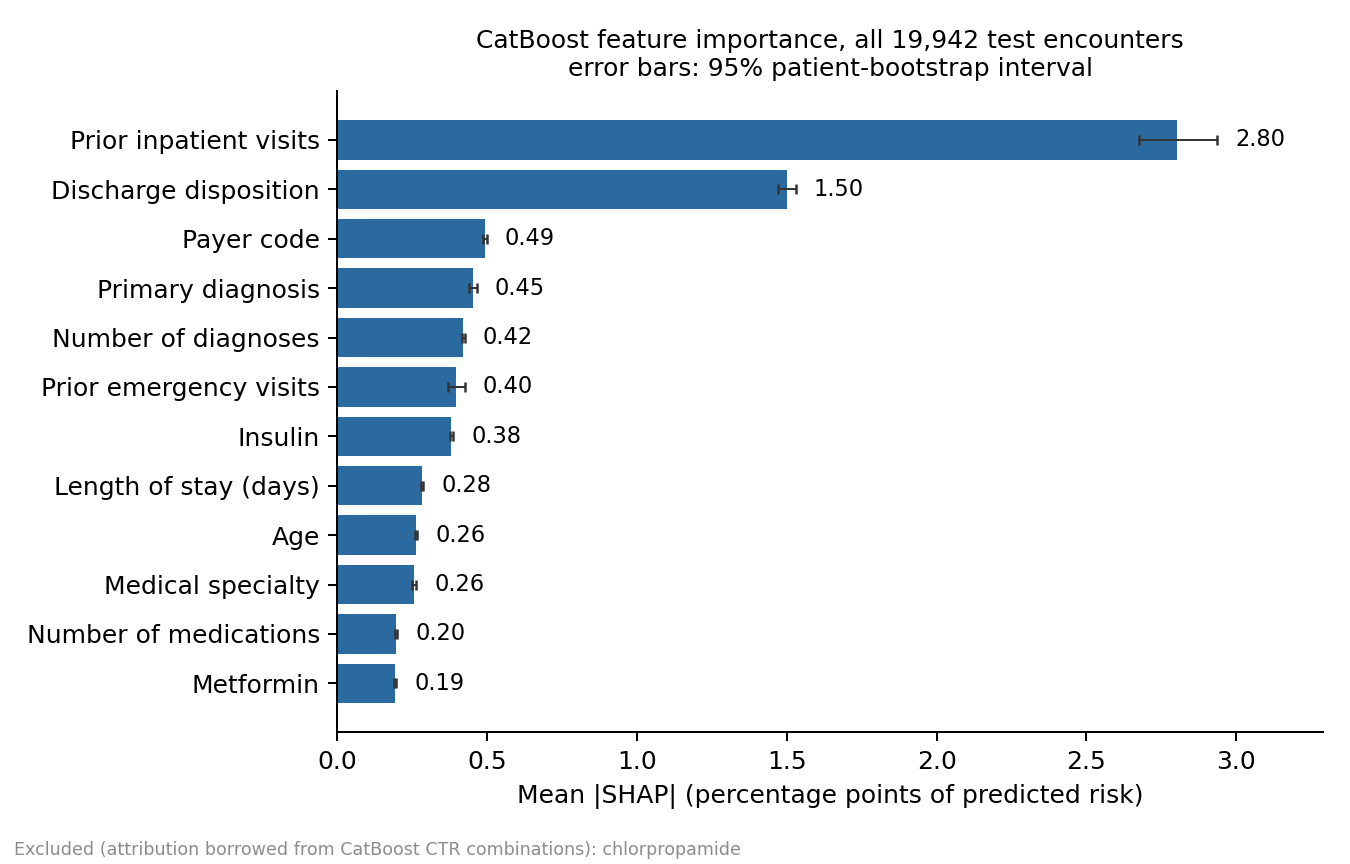 CatBoost feature importance, all 19,942 test encounters
error bars: 95% patient-bootstrap interval
Prior inpatient visits 2.80
Discharge disposition 1.50
Payer code 0.49
Primary diagnosis 0.45
Number of diagnoses 0.42
Prior emergency visits 0.40
Insulin 0.38
Length of stay (days) 0.28
Age 0.26
Medical specialty 0.26
Number of medications 0.20
Metformin 0.19
0.0 0.5 1.0 1.5 2.0 2.5 3.0
Mean |SHAP| (percentage points of predicted risk)
Excluded (attribution borrowed from CatBoost CTR combinations): chlorpropamide